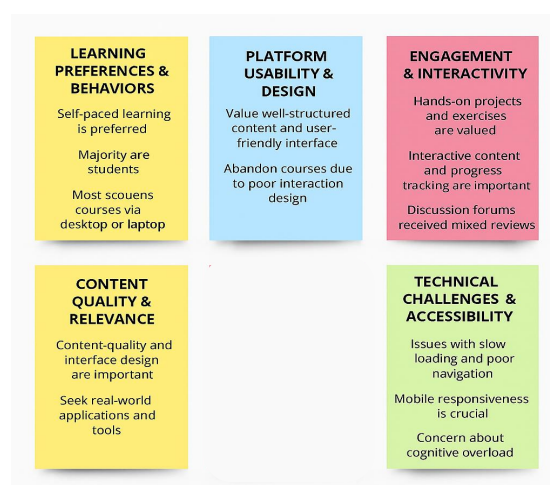 LEARNING
PREFERENCES &
BEHAVIORS
Self-paced learning
is preferred
Majority are
students
Most scouens
courses via
desktop or laptop
PLATFORM
USABILITY &
DESIGN
Value well-structured
content and user-
friendly interface
Abandon courses due
to poor interaction
design
ENGAGEMENT
& INTERACTIVITY
Hands-on projects
and exercises
are valued
Interactive content
and progress
tracking are important
Discussion forums
received mixed reviews
CONTENT
QUALITY &
RELEVANCE
Content-quality and
interface design
are important
Seek real-world
applications and
tools
TECHNICAL
CHALLENGES &
ACCESSIBILITY
Issues with slow
loading and poor
navigation
Mobile responsiveness
is crucial
Concern about
cognitive overload